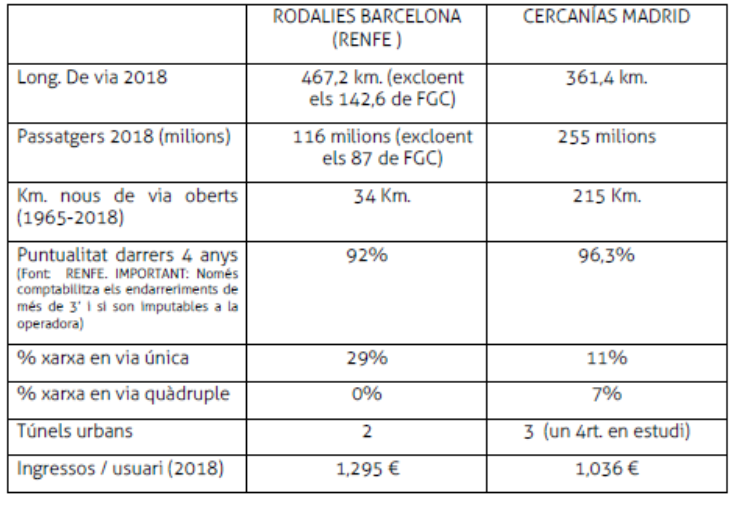 RODALIES BARCELONA
(RENFE )
CERCANÍAS MADRID
Long. De via 2018
467,2 km. (excloent
els 142,6 de FGC)
361,4 km.
Passatgers 2018 (milions)
116 milions (excloent
els 87 de FGC)
255 milions
Km. nous de via oberts
(1965-2018)
34 Km.
215 Km.
Puntualitat darrers 4 anys
(Font: RENFE. IMPORTANT: Només
comptabilitza els endarreriments de
més de 3' i si son imputables a la
operadora)
92%
96,3%
% xarxa en via única
29%
11%
% xarxa en via quàdruple
0%
7%
Túnels urbans
2
3 (un 4rt. en estudi)
Ingressos / usuari (2018)
1,295 €
1,036 €